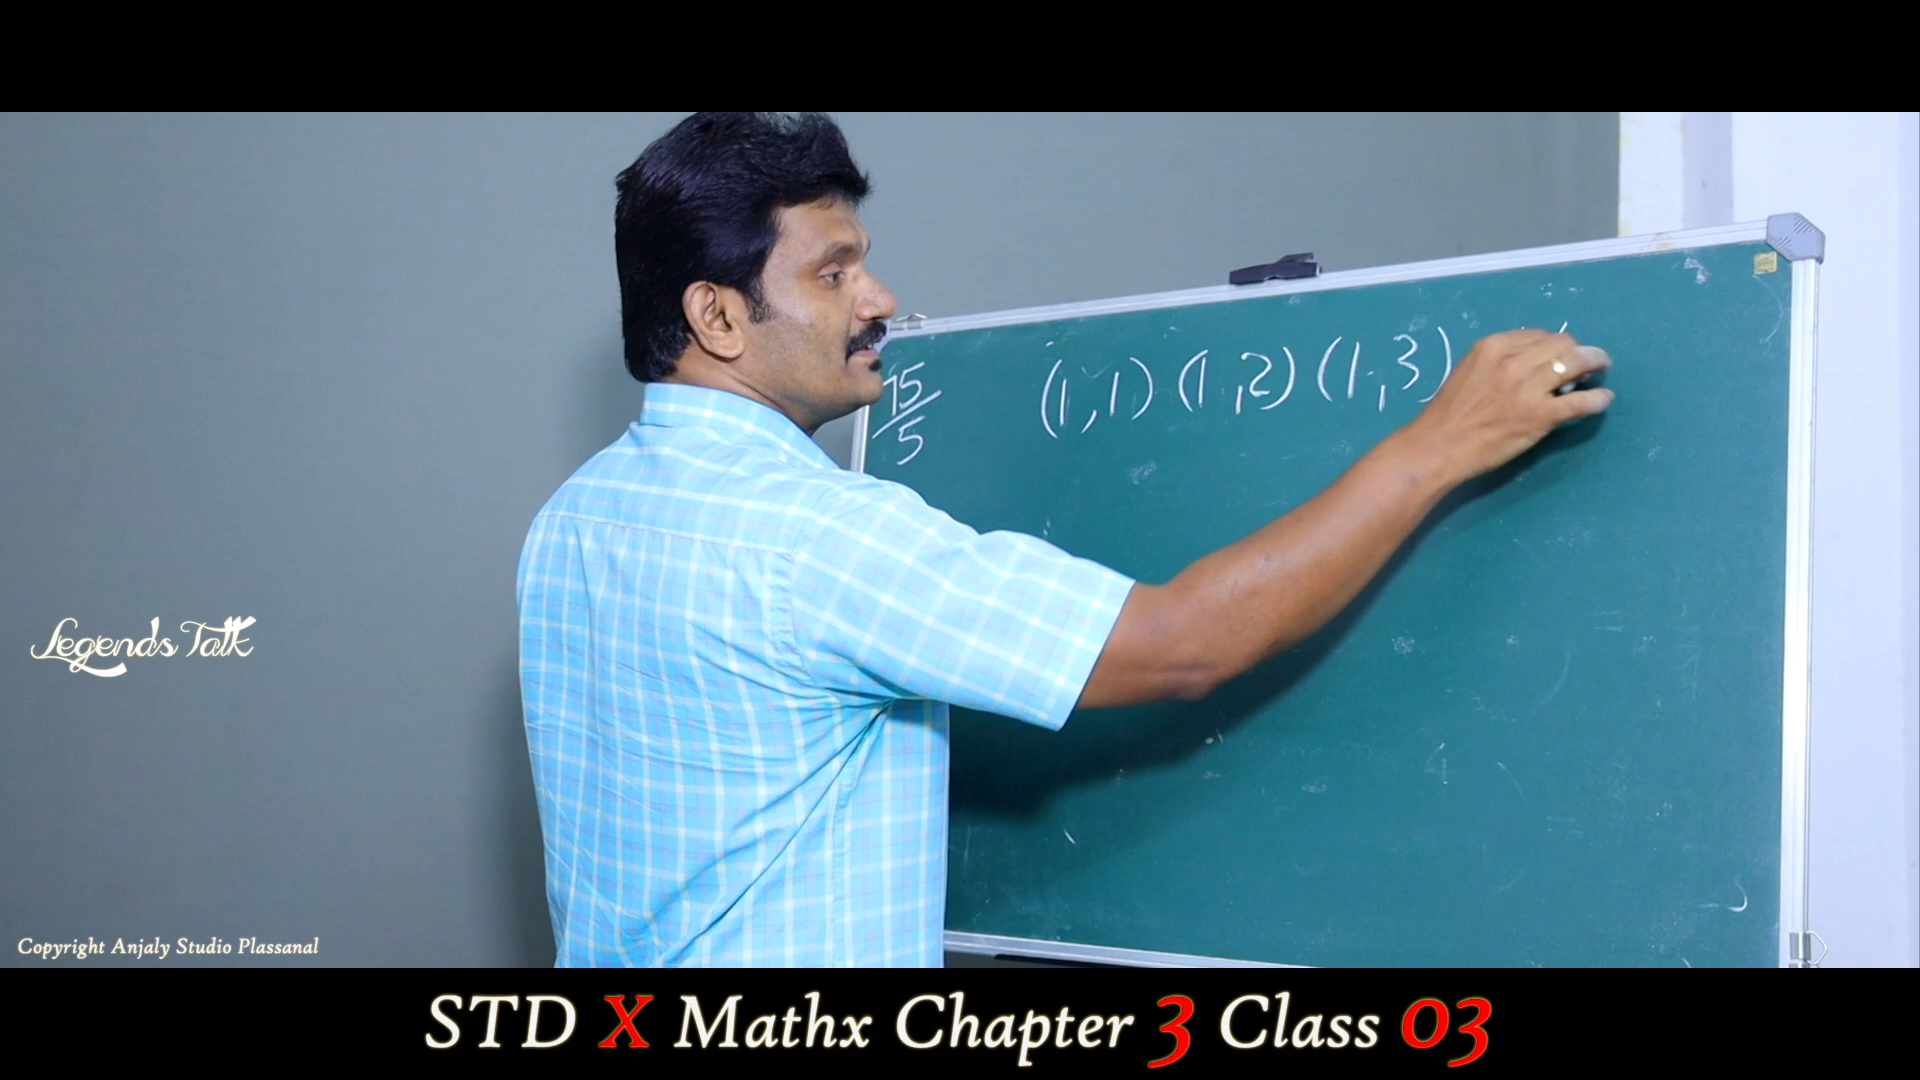 15
5
(1,1) (1,2) (1,3)
Legends Talk
Copyright Anjaly Studio Plassanal
STD X Mathx Chapter 3 Class 03